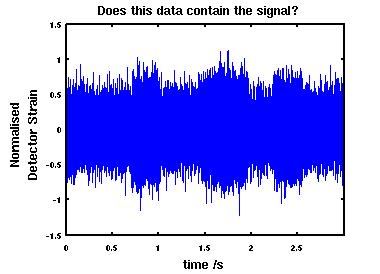 Does this data contain the signal?
1.5
1
0.5
0
-0.5
-1
-1.5
Normalised
Detector Strain
0 0.5 1 1.5 2 2.5
time /s